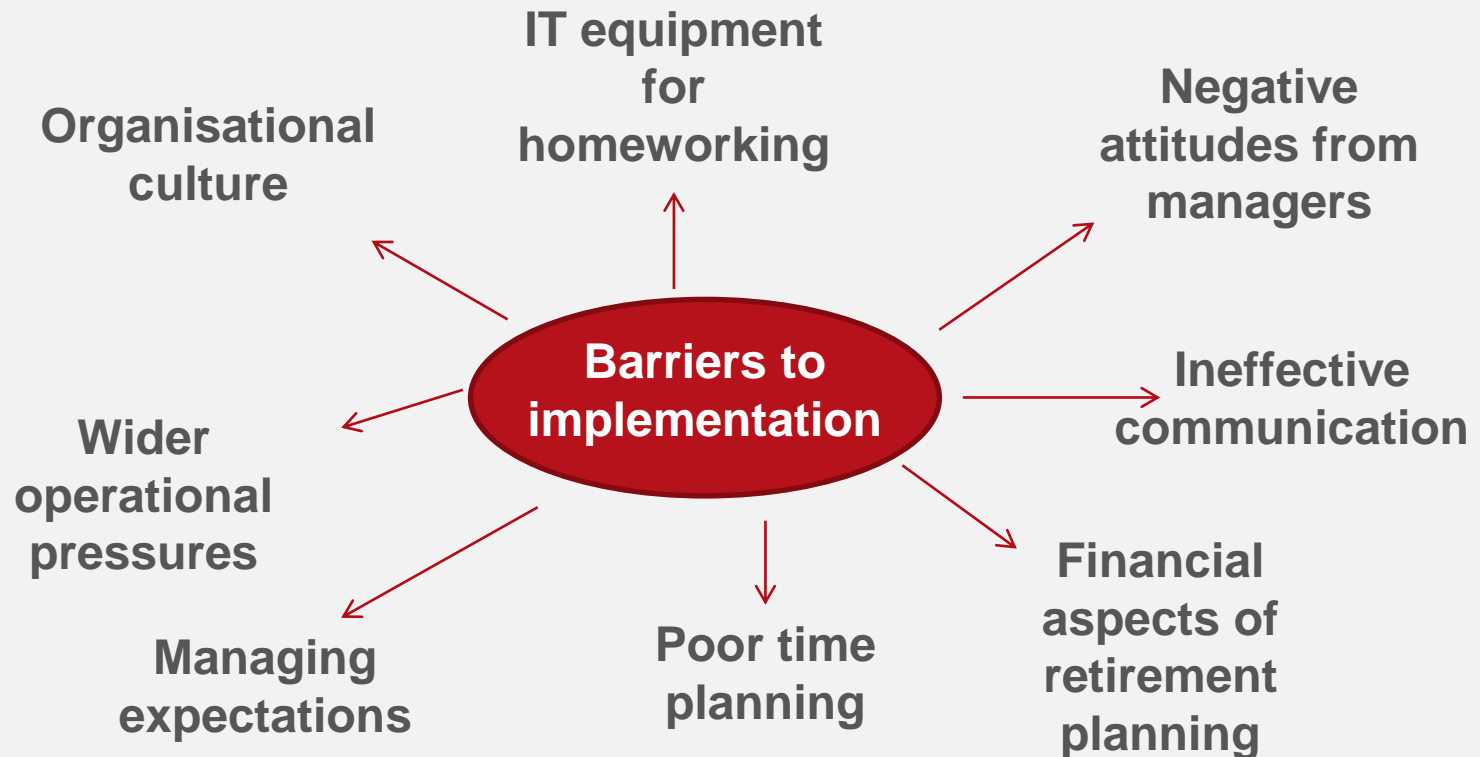 IT equipment
for
homeworking
Organisational
culture
Negative
attitudes from
managers
Barriers to
implementation
Ineffective
communication
Wider
operational
pressures
Managing
expectations
Poor time
planning
Financial
aspects of
retirement
planning